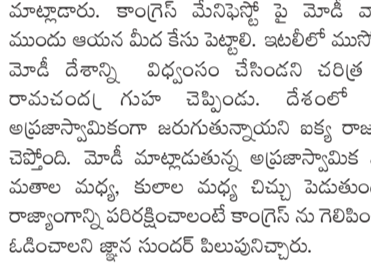 మాట్లాడారు. కాంగ్రెస్ మేనిఫెస్టో పై మోడీ
ముందు ఆయన మీద కేసు పెట్టాలి. ఇటలీలో
మోడీ దేశాన్ని విధ్వంసం చేసిందని చరిత్ర
రామచంద్ర గుహ చెప్పిండు. దేశంలో
అప్రజాస్వామికంగా జరుగుతున్నాయని ఐక్య
చెప్తోంది. మోడీ మాట్లాడుతున్న అప్రజాస్వామిక
మతాల మధ్య, కులాల మధ్య చిచ్చు
రాజ్యాంగాన్ని పరిరక్షించాలంటే కాంగ్రెస్ ను
ఓడించాలని జ్ఞాన సుందర్ పిలుపునిచ్చారు.